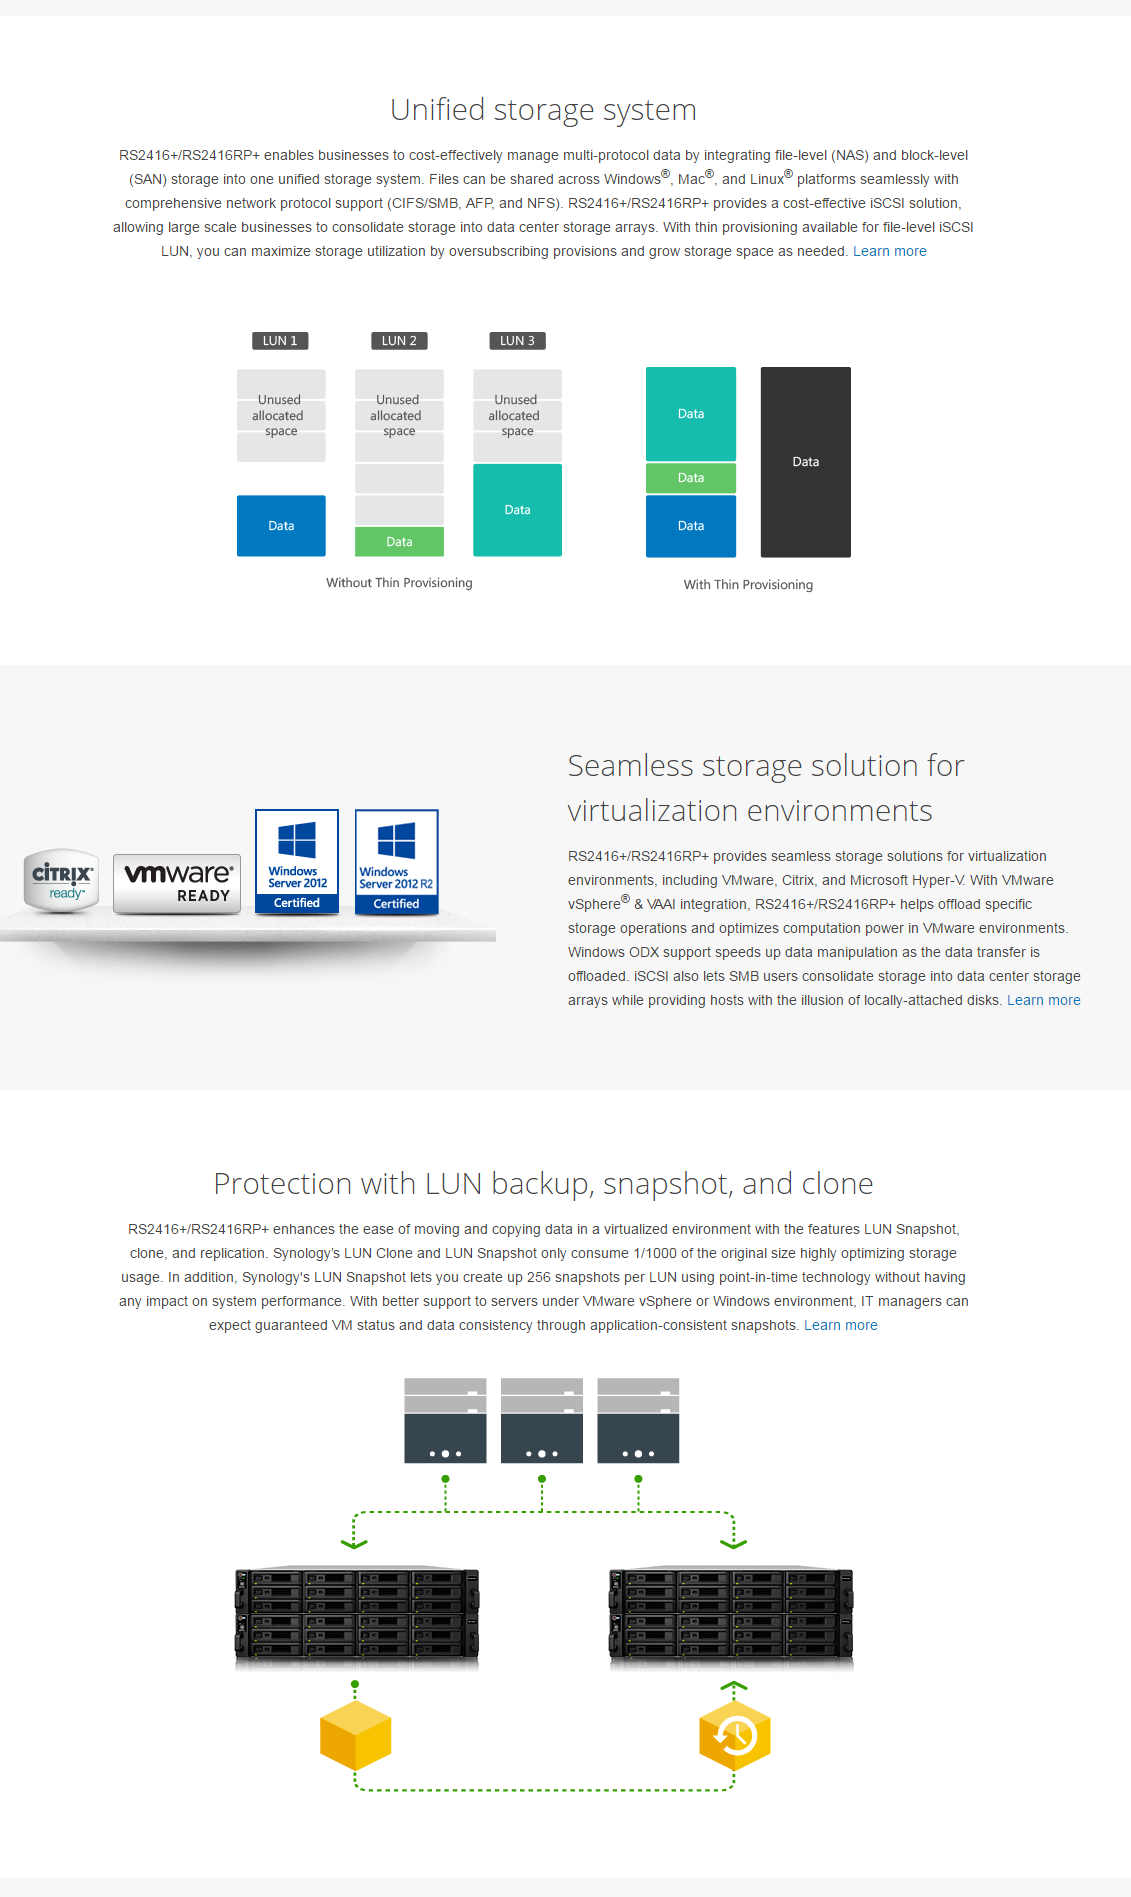 Unified storage system
RS2416+/RS2416RP+ enables businesses to cost-effectively manage multi-protocol data by integrating file-level (NAS) and block-level
(SAN) storage into one unified storage system. Files can be shared across Windows®, Mac®, and Linux® platforms seamlessly with
comprehensive network protocol support (CIFS/SMB, AFP, and NFS). RS2416+/RS2416RP+ provides a cost-effective iSCSI solution,
allowing large scale businesses to consolidate storage into data center storage arrays. With thin provisioning available for file-level iSCSI
LUN, you can maximize storage utilization by oversubscribing provisions and grow storage space as needed. Learn more
LUN 1
LUN 2
LUN 3
Unused
allocated
space
Unused
allocated
space
Unused
allocated
space
Data
Data
Data
Without Thin Provisioning
Data
Data
Data
Data
With Thin Provisioning
CITRIX®
ready™
vmware®
READY
Windows
Server 2012
Certified
Windows
Server 2012 R2
Certified
Seamless storage solution for
virtualization environments
RS2416+/RS2416RP+ provides seamless storage solutions for virtualization
environments, including VMware, Citrix, and Microsoft Hyper-V. With VMware
vSphere® & VAAI integration, RS2416+/RS2416RP+ helps offload specific
storage operations and optimizes computation power in VMware environments.
Windows ODX support speeds up data manipulation as the data transfer is
offloaded. iSCSI also lets SMB users consolidate storage into data center storage
arrays while providing hosts with the illusion of locally-attached disks. Learn more
Protection with LUN backup, snapshot, and clone
RS2416+/RS2416RP+ enhances the ease of moving and copying data in a virtualized environment with the features LUN Snapshot,
clone, and replication. Synology's LUN Clone and LUN Snapshot only consume 1/1000 of the original size highly optimizing storage
usage. In addition, Synology's LUN Snapshot lets you create up 256 snapshots per LUN using point-in-time technology without having
any impact on system performance. With better support to servers under VMware vSphere or Windows environment, IT managers can
expect guaranteed VM status and data consistency through application-consistent snapshots. Learn more